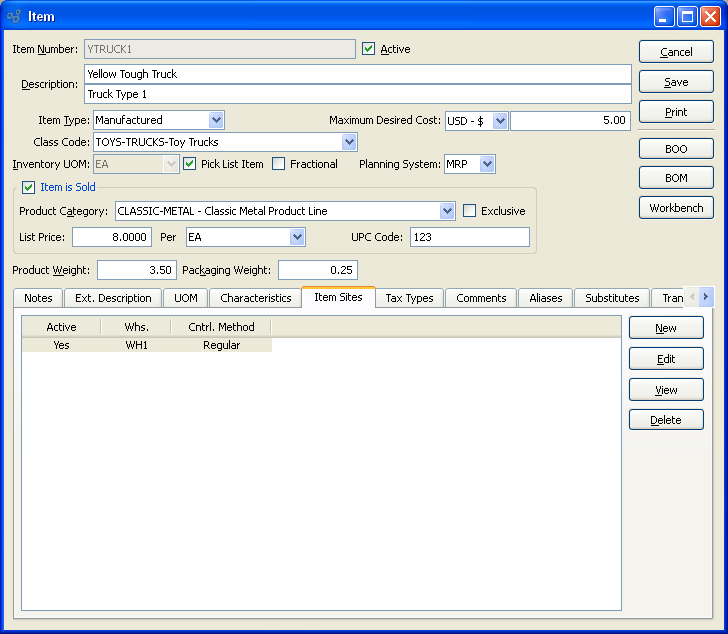 Item
Item Number: YTRUCK1 Active
Cancel
Description: Yellow Tough Truck
Truck Type 1
Save
Item Type: Manufactured Maximum Desired Cost: USD - $ 5.00
Print
Class Code: TOYS-TRUCKS-Toy Trucks
Inventory UOM: EA Pick List Item Fractional Planning System: MRP
BOO
Item is Sold
BOM
Product Category: CLASSIC-METAL - Classic Metal Product Line Exclusive
Workbench
List Price: 8.0000 Per EA UPC Code: 123
Product Weight: 3.50 Packaging Weight: 0.25
Notes Ext. Description UOM Characteristics Item Sites Tax Types Comments Aliases Substitutes Tran
Active Whs. Cntrl. Method
Yes WH1 Regular
New
Edit
View
Delete